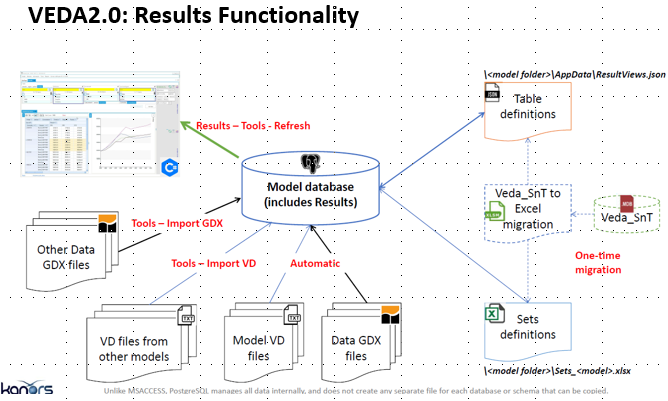 VEDA2.0: Results Functionality
\<model folder>\AppData\ResultViews.json
JSON
Table
definitions
Results – Tools - Refresh
C#
Model database
(includes Results)
Veda_SnT to
Excel
migration
XLSM
MDB
Veda_SnT
One-time
migration
Tools – Import GDX
Other Data
GDX files
Tools – Import VD
Automatic
TXT
VD files from
other models
TXT
Model VD
files
Data GDX
files
Sets
definitions
\<model folder>\Sets_<model>.xlsx
KanORS
Unlike MSACCESS, PostgreSQL manages all data internally, and does not create any separate file for each database or schema that can be copied.